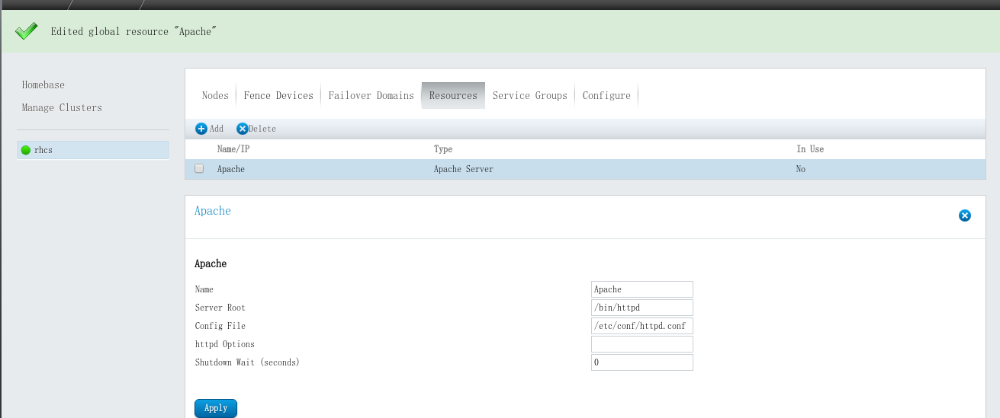 Edited global resource "Apache"
Homebase
Manage Clusters
rhcs
Nodes Fence Devices Failover Domains Resources Service Groups Configure
Add Delete
Name/IP Type In Use
Apache Apache Server No
Apache
Apache
Name Apache
Server Root /bin/httpd
Config File /etc/conf/httpd.conf
httpd Options
Shutdown Wait (seconds) 0
Apply